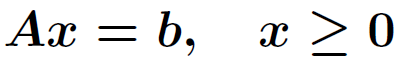 Ax = b, x ≥ 0